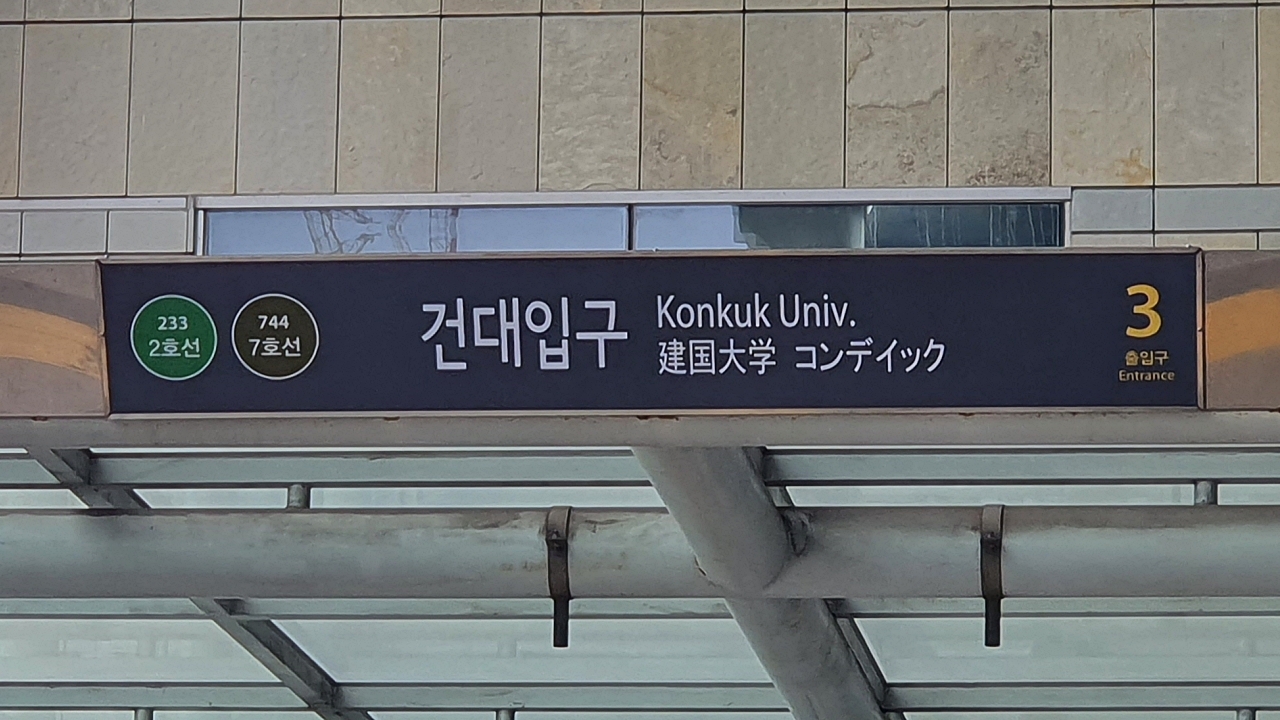 233
2호선
744
7호선
건대입구
Konkuk Univ.
建国大学 コンデイック
3
출입구
Entrance